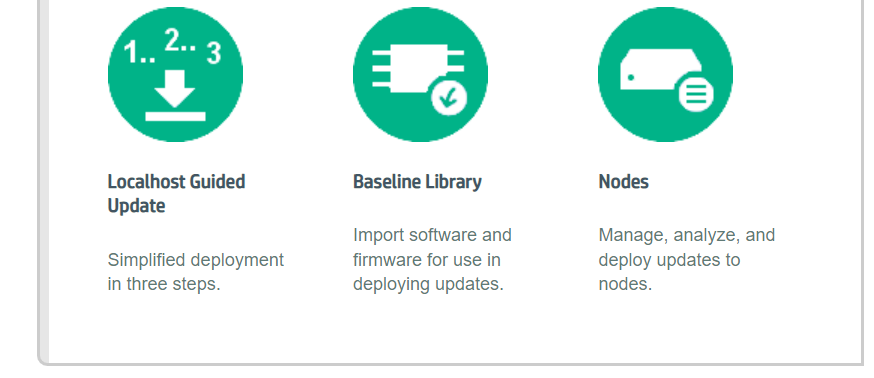 1.. 2.. 3
Localhost Guided
Update
Simplified deployment
in three steps.
Baseline Library
Import software and
firmware for use in
deploying updates.
Nodes
Manage, analyze, and
deploy updates to
nodes.